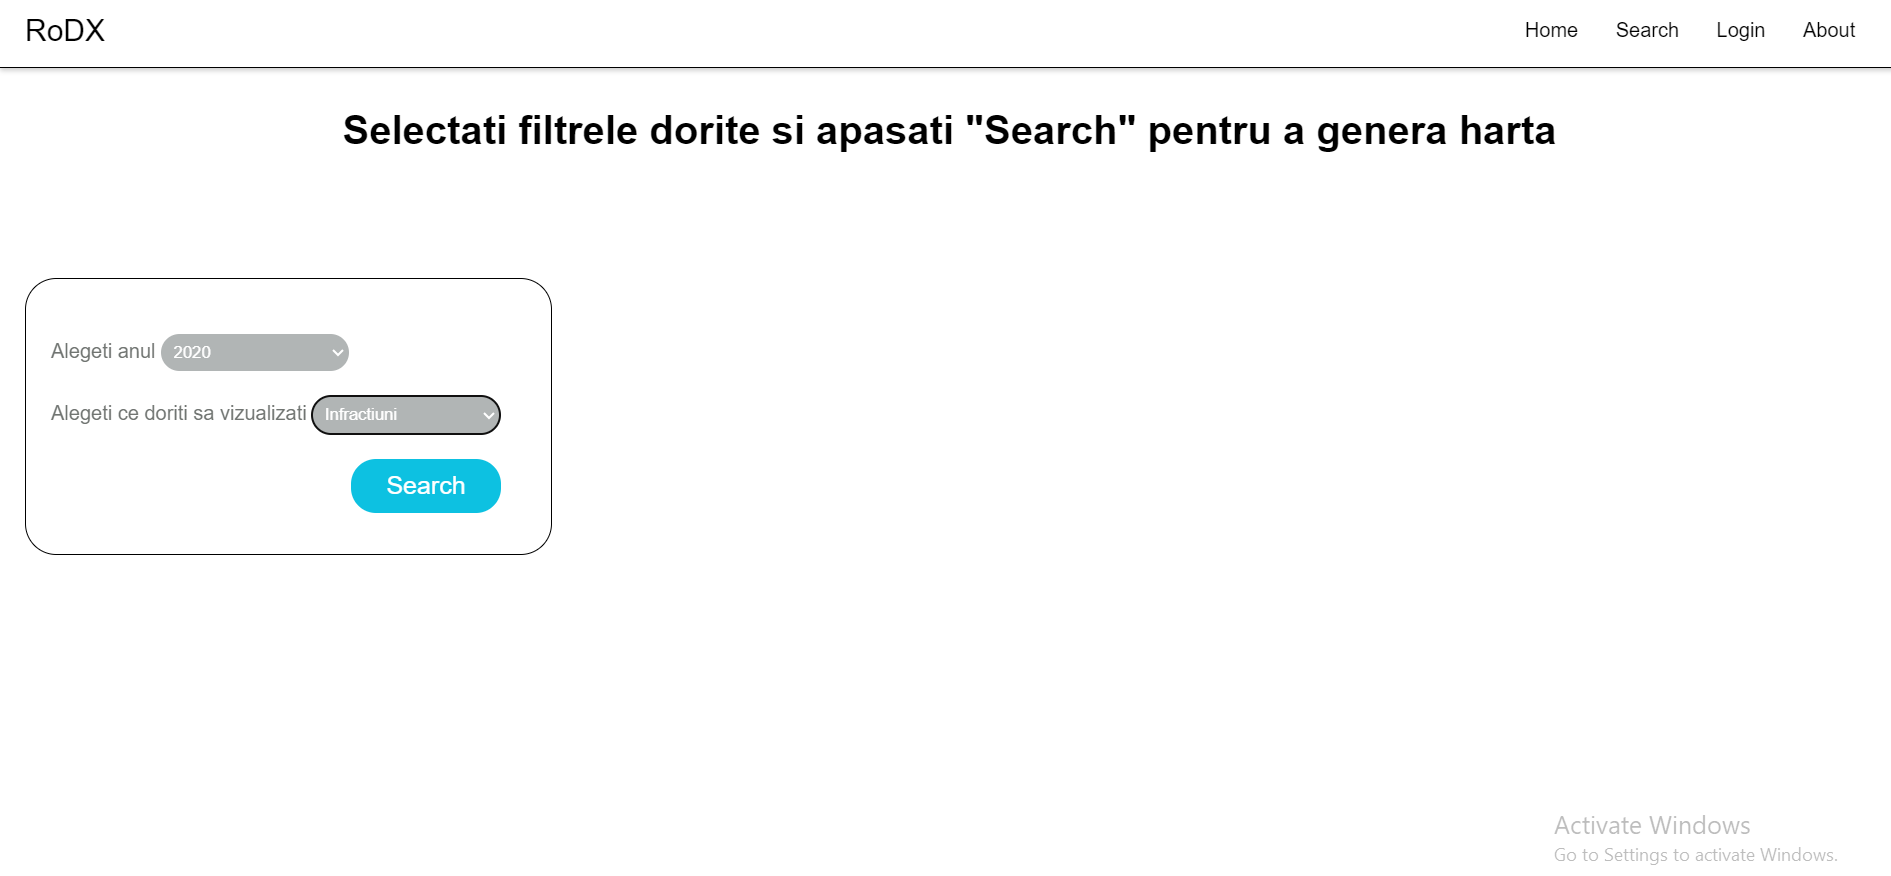 RoDX
Home Search Login About
Selectati filtrele dorite si apasati "Search" pentru a genera harta
Alegeti anul 2020
Alegeti ce doriti sa vizualizati Infractiuni
Search
Activate Windows
Go to Settings to activate Windows.